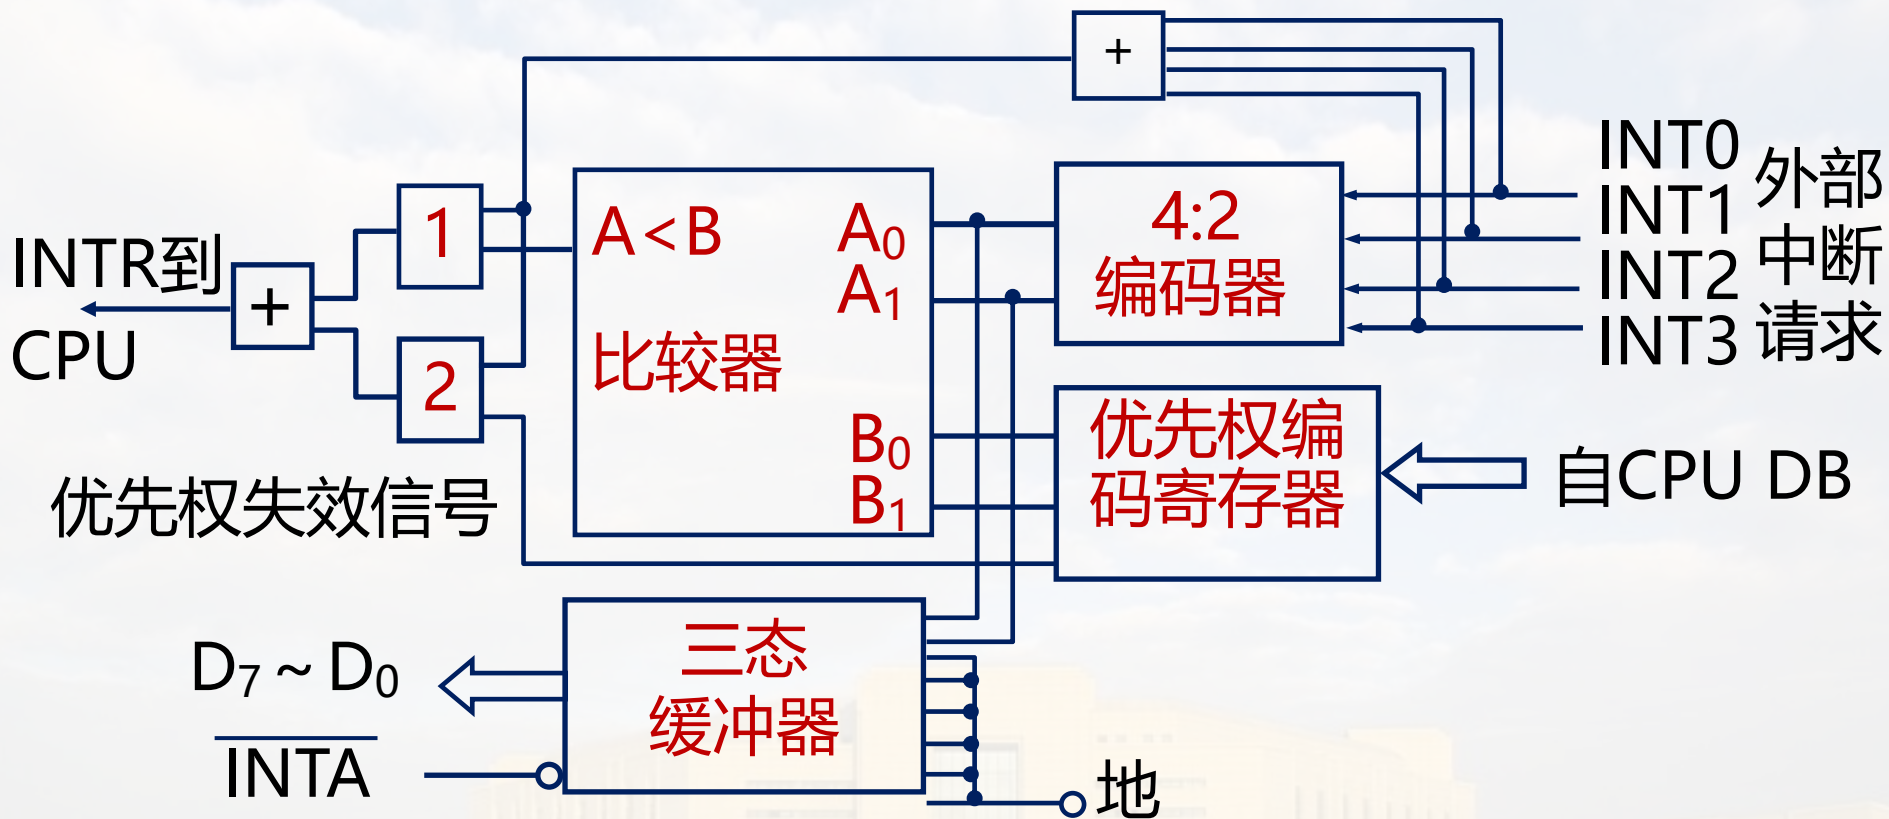 +
INT0
INT1
INT2
INT3
外部
中断
请求
4:2
编码器
A<B
A0
A1
比较器
B0
B1
1
2
+
INTR到
CPU
优先权编
码寄存器
自CPU DB
优先权失效信号
三态
缓冲器
D7 ~ D0
INTA
地